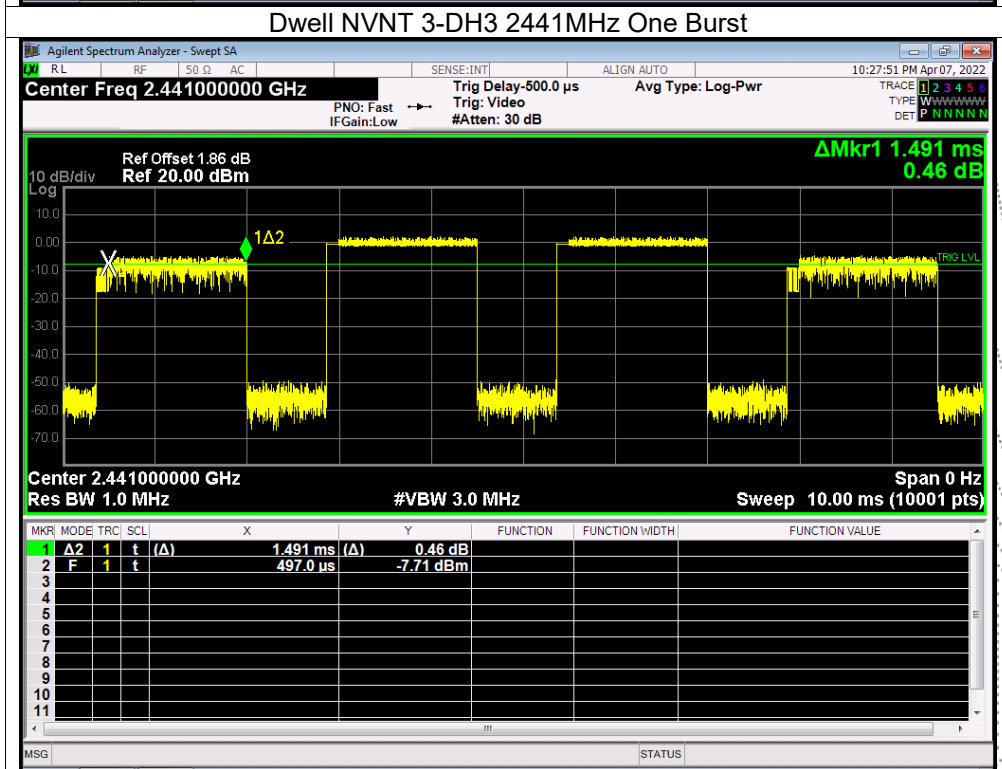 Dwell NVNT 3-DH3 2441MHz One Burst
Agilent Spectrum Analyzer - Swept SA
LXI RL RF 50 Ω AC SENSE:INT ALIGN AUTO 10:27:51 PM Apr 07, 2022
Center Freq 2.441000000 GHz
PNO: Fast
IFGain:Low
Trig Delay-500.0 µs
Trig: Video
#Atten: 30 dB
Avg Type: Log-Pwr
TRACE 1 2 3 4 5 6
TYPE WWWWWWW
DET P N N N N N
ΔMkr1 1.491 ms
0.46 dB
Ref Offset 1.86 dB
10 dB/div Ref 20.00 dBm
Log
10.0
0.00
-10.0
-20.0
-30.0
-40.0
-50.0
-60.0
-70.0
X
1Δ2
TRIG LVL
Center 2.441000000 GHz Span 0 Hz
Res BW 1.0 MHz #VBW 3.0 MHz Sweep 10.00 ms (10001 pts)
MKR MODE TRC SCL X Y FUNCTION FUNCTION WIDTH FUNCTION VALUE
1 Δ2 1 t (Δ) 1.491 ms (Δ) 0.46 dB
2 F 1 t 497.0 µs -7.71 dBm
3
4
5
6
7
8
9
10
11
MSG STATUS